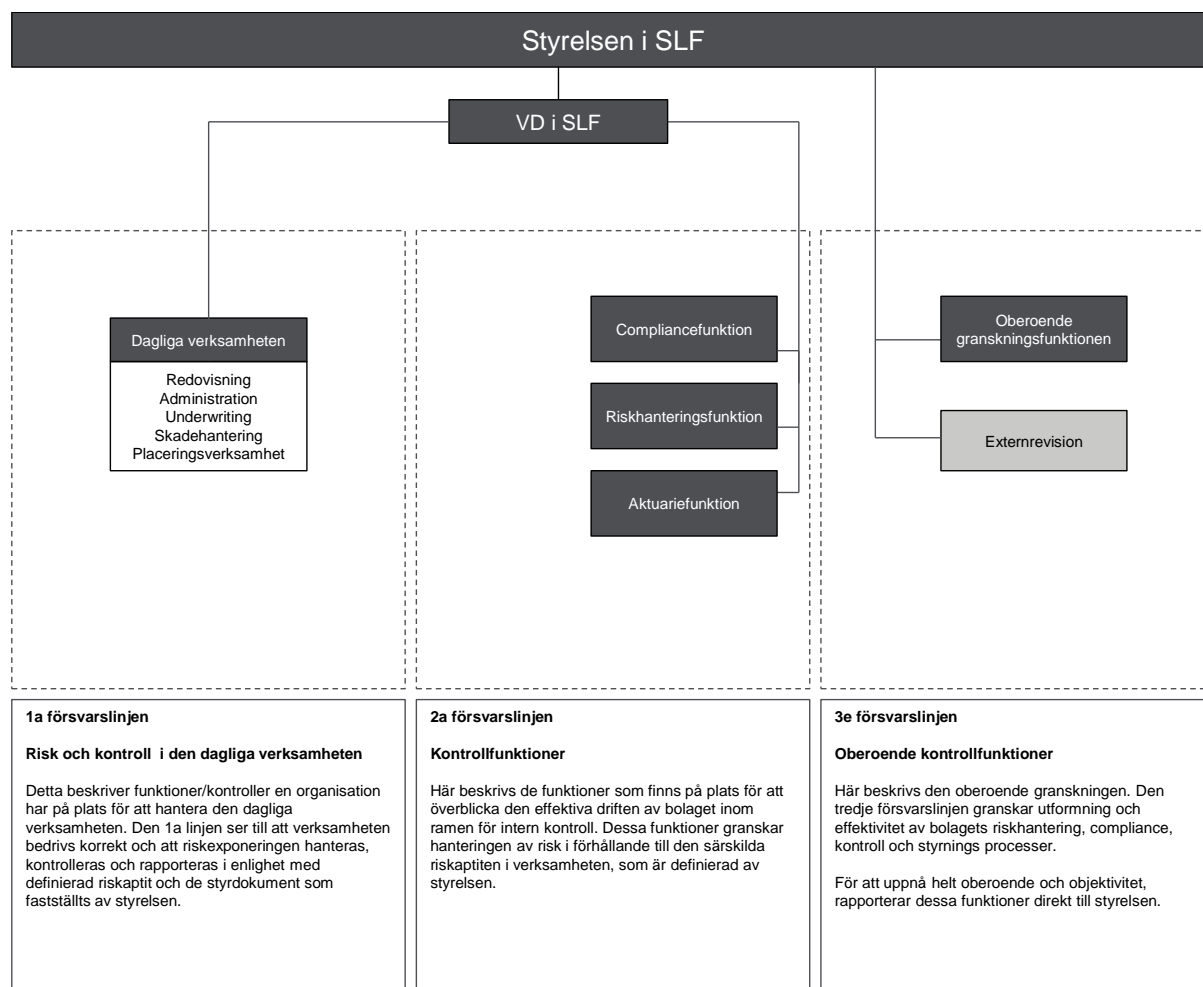 Styrelsen i SLF
VD i SLF
Dagliga verksamheten
Redovisning
Administration
Underwriting
Skadehantering
Placeringsverksamhet
Compliancefunktion
Riskhanteringsfunktion
Aktuariefunktion
Oberoende
granskningsfunktionen
Externrevision
1a försvarslinjen
Risk och kontroll i den dagliga verksamheten
Detta beskriver funktioner/kontroller en organisation
har på plats för att hantera den dagliga
verksamheten. Den 1a linjen ser till att verksamheten
bedrivs korrekt och att riskexponeringen hanteras,
kontrolleras och rapporteras i enlighet med
definierad riskaptit och de styrdokument som
fastställts av styrelsen.
2a försvarslinjen
Kontrollfunktioner
Här beskrivs de funktioner som finns på plats för att
överblicka den effektiva driften av bolaget inom
ramen för intern kontroll. Dessa funktioner granskar
hanteringen av risk i förhållande till den särskilda
riskaptiten i verksamheten, som är definierad av
styrelsen.
3e försvarslinjen
Oberoende kontrollfunktioner
Här beskrivs den oberoende granskningen. Den
tredje försvarslinjen granskar utformning och
effektivitet av bolagets riskhantering, compliance,
kontroll och styrnings processer.
För att uppnå helt oberoende och objektivitet,
rapporterar dessa funktioner direkt till styrelsen.